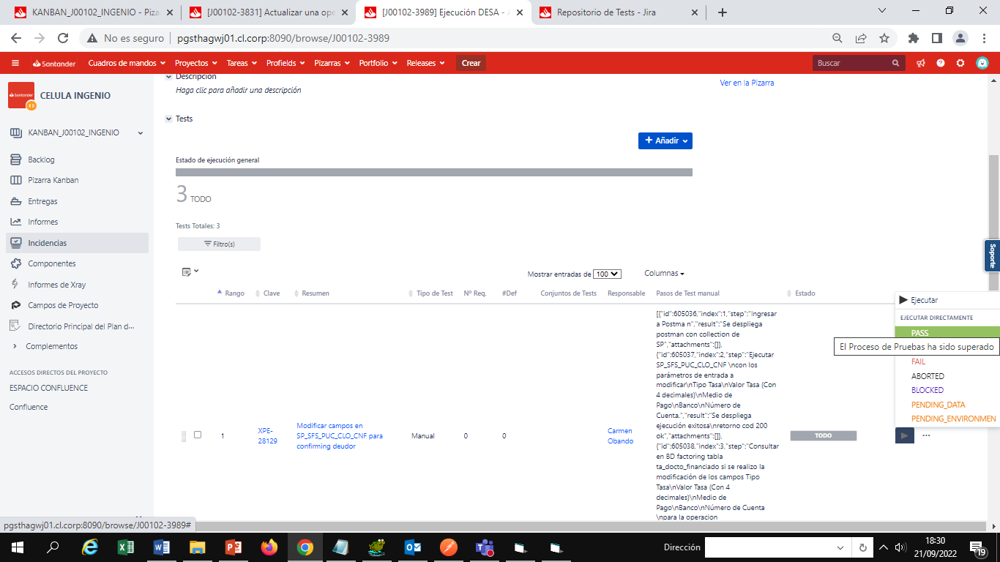 KANBAN_J00102_INGENIO - Piza
[J00102-3831] Actualizar una ope
[J00102-3989] Ejecución DESA - A
Repositorio de Tests - Jira
No es seguro
pgsthagwj01.cl.corp:8090/browse/J00102-3989
Santander
Cuadros de mandos
Proyectos
Tareas
Profields
Pizarras
Portfolio
Releases
Crear
Buscar
CELULA INGENIO
KANBAN_J00102_INGENIO
Backlog
Pizarra Kanban
Entregas
Informes
Incidencias
Componentes
Informes de Xray
Campos de Proyecto
Directorio Principal del Plan d...
Complementos
ACCESOS DIRECTOS DEL PROYECTO
ESPACIO CONFLUENCE
Confluence
Descripción
Haga clic para añadir una descripción
Ver en la Pizarra
Tests
+ Añadir
Estado de ejecución general
3 TODO
Tests Totales: 3
Filtro(s)
Mostrar entradas de 100
Columnas
Rango
Clave
Resumen
Tipo de Test
Nº Req.
#Def
Conjuntos de Tests
Responsable
Pasos de Test manual
Estado
1
XPE-
28129
Modificar campos en
SP_SFS_PUC_CLO_CNF para
confirming deudor
Manual
0
0
Carmen
Obando
[{"id":605036,"index":1,"step":"Ingresar
a Postma n","result":"Se despliega
postman con collection de
SP","attachments":[]},
{"id":605037,"index":2,"step":"Ejecutar
SP_SFS_PUC_CLO_CNF \ncon los
parámetros de entrada a
modificar\nTipo Tasa\nValor Tasa (Con
4 decimales)\nMedio de
Pago\nBanco\nNúmero de
Cuenta.","result":"Se despliega
ejecución exitosa\nretorno cod 200
ok","attachments":[]},
{"id":605038,"index":3,"step":"Consultar
en BD factoring tabla
ta_docto_financiado si se realizo la
modificación de los campos Tipo
Tasa\nValor Tasa (Con 4
decimales)\nMedio de
Pago\nBanco\nNúmero de Cuenta
\npara la operacion
TODO
Ejecutar
EJECUTAR DIRECTAMENTE
PASS
El Proceso de Pruebas ha sido superado
FAIL
ABORTED
BLOCKED
PENDING_DATA
PENDING_ENVIRONMEN
Soporte
pgsthagwj01.cl.corp:8090/browse/J00102-3989#
Dirección
18:30
21/09/2022
19